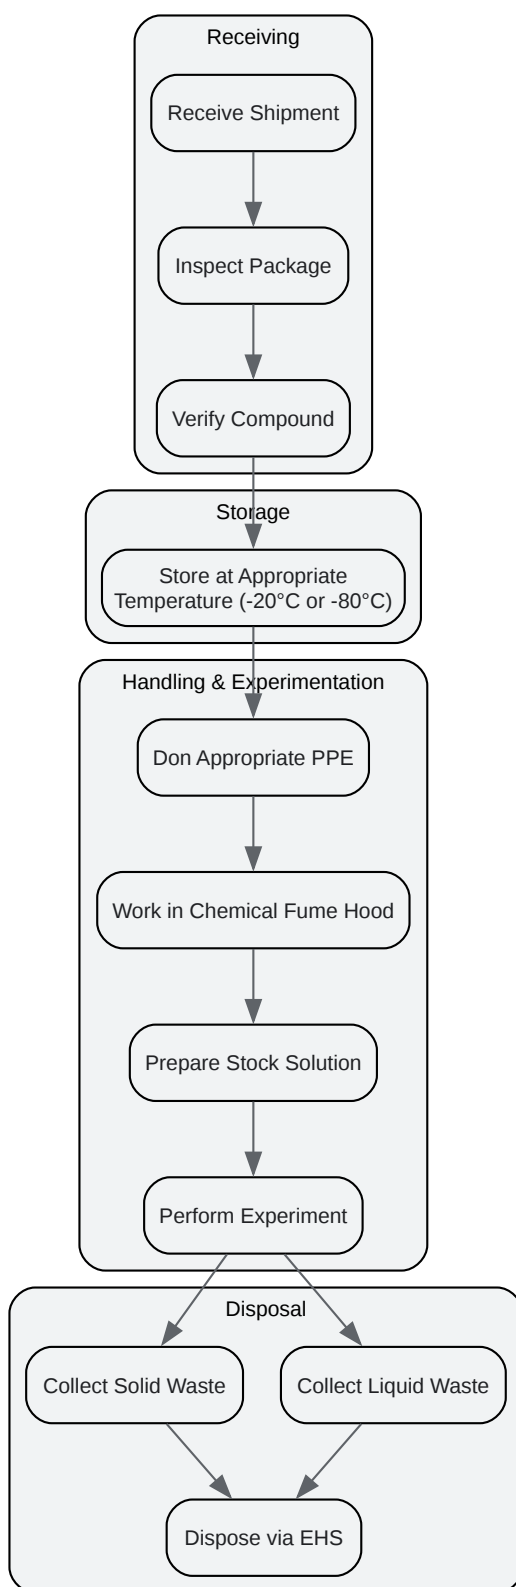 Receiving
Receive Shipment
Inspect Package
Verify Compound
Storage
Store at Appropriate
Temperature (-20°C or -80°C)
Handling & Experimentation
Don Appropriate PPE
Work in Chemical Fume Hood
Prepare Stock Solution
Perform Experiment
Disposal
Collect Solid Waste
Collect Liquid Waste
Dispose via EHS